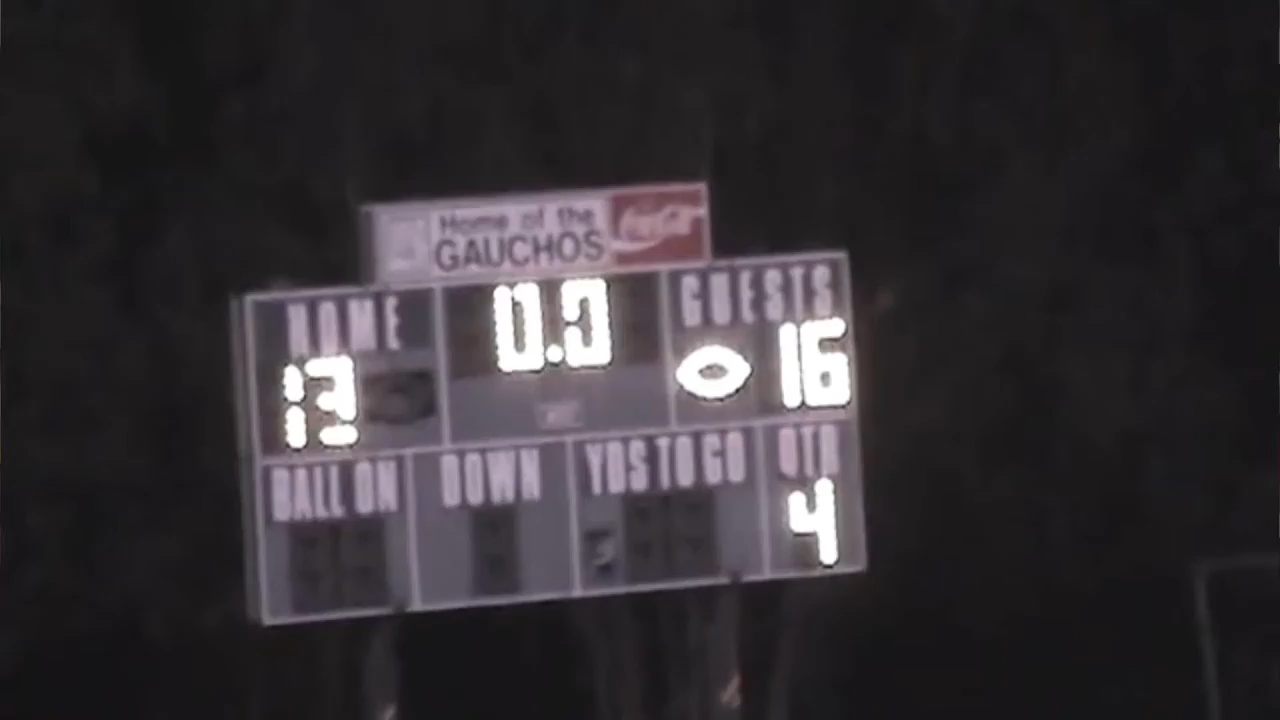 Home of the
GAUCHOS
Coca-Cola
HOME
0.0
GUESTS
13
16
BALL ON
DOWN
YDS TO GO
QTR
4